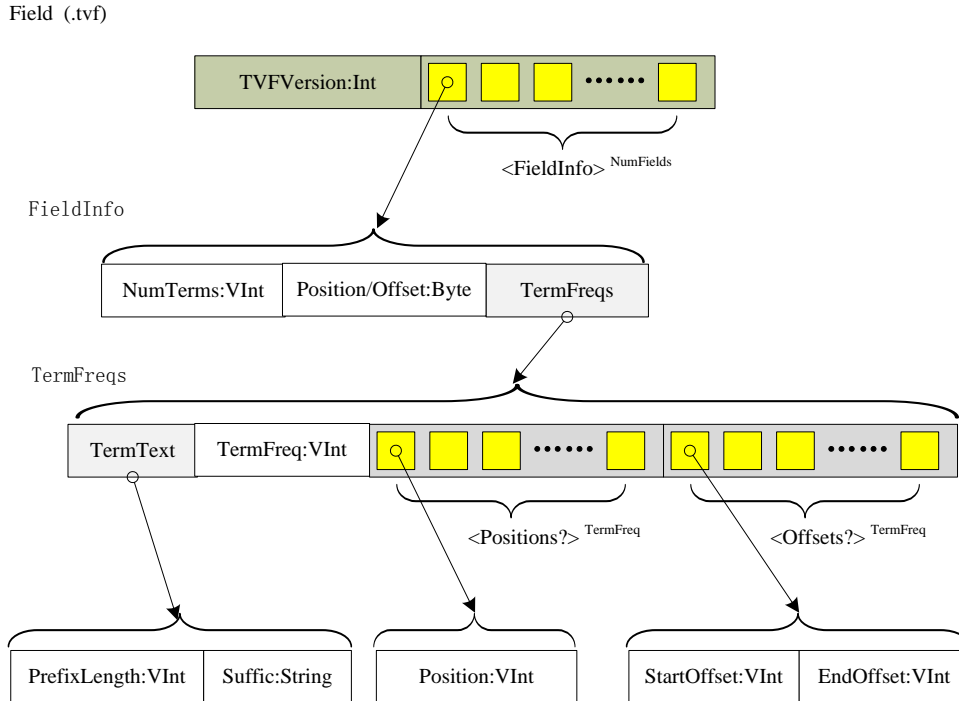 Field (.tvf)
TVFVersion:Int
<FieldInfo> NumFields
FieldInfo
NumTerms:VInt Position/Offset:Byte TermFreqs
TermFreqs
TermText TermFreq:VInt
<Positions?> TermFreq <Offsets?> TermFreq
PrefixLength:VInt Suffic:String Position:VInt StartOffset:VInt EndOffset:VInt